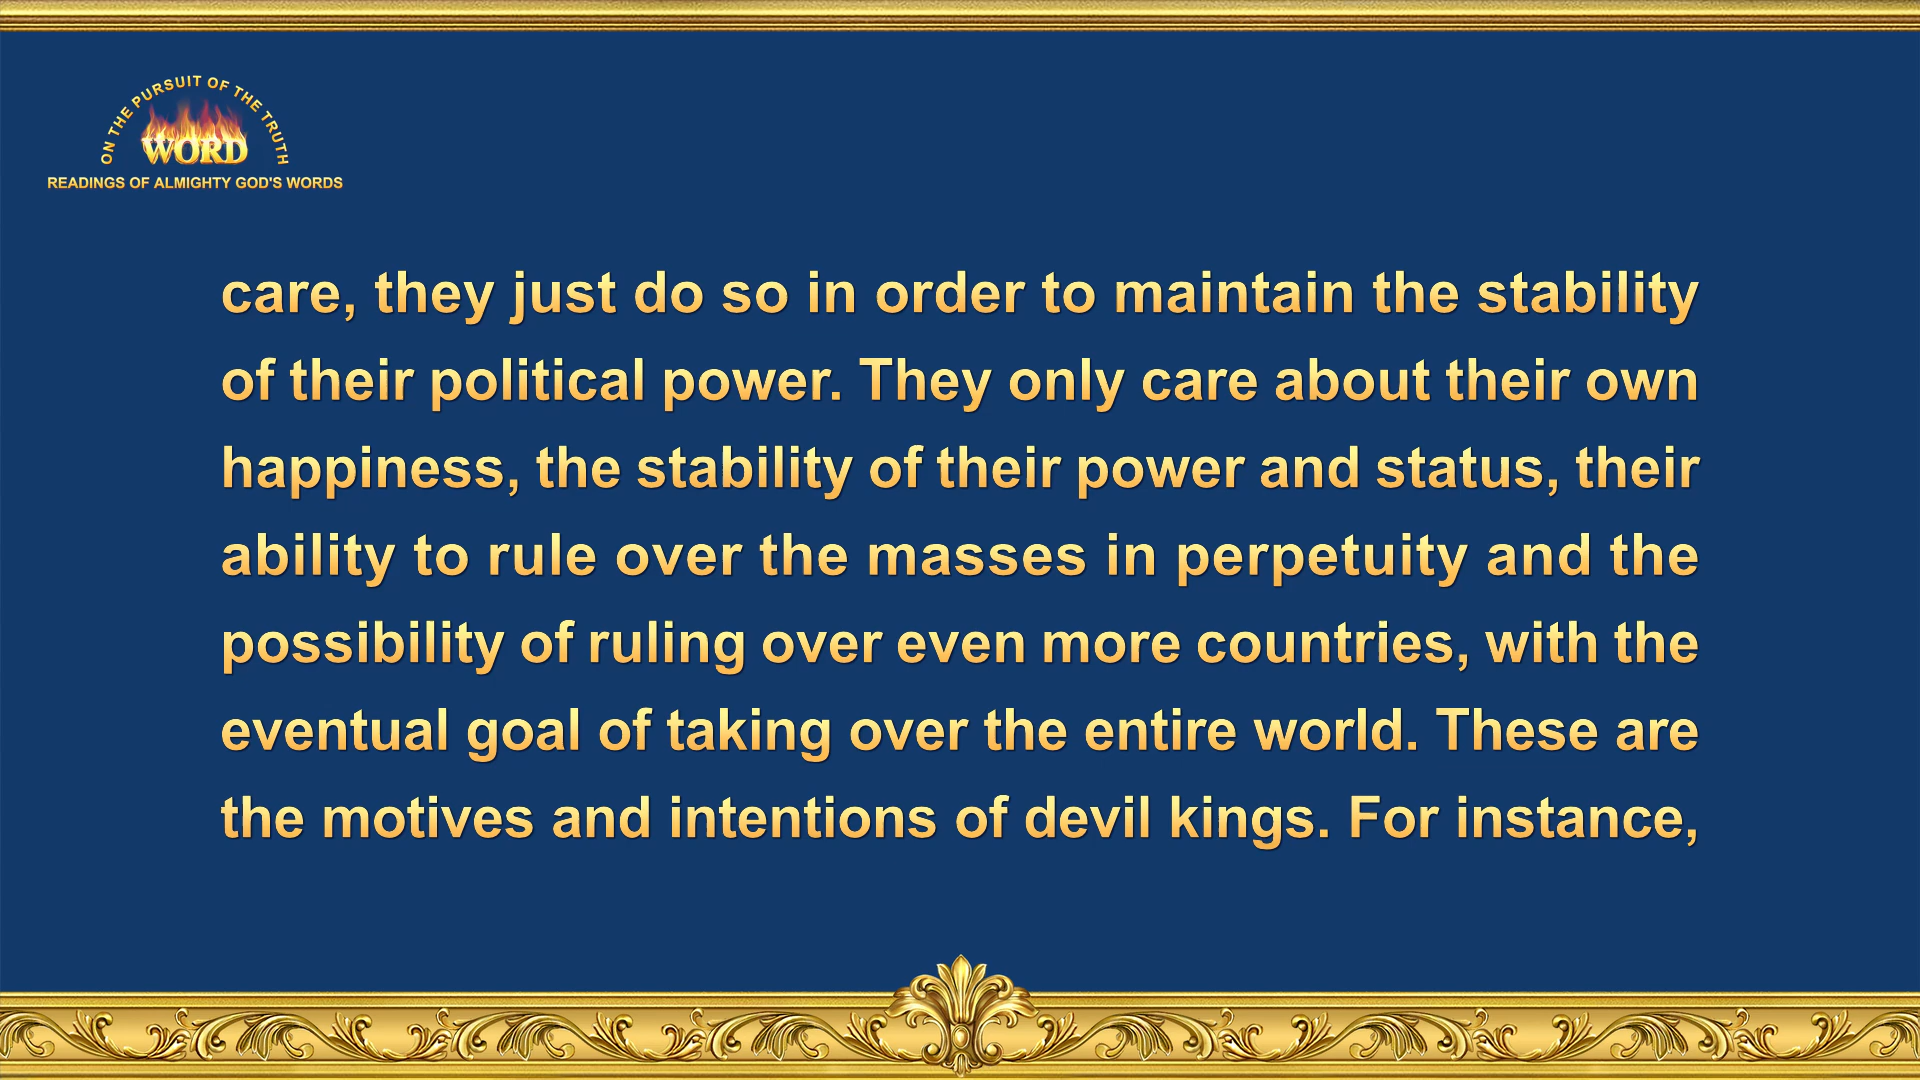 ON THE PURSUIT OF THE TRUTH
WORD
READINGS OF ALMIGHTY GOD'S WORDS
care, they just do so in order to maintain the stability
of their political power. They only care about their own
happiness, the stability of their power and status, their
ability to rule over the masses in perpetuity and the
possibility of ruling over even more countries, with the
eventual goal of taking over the entire world. These are
the motives and intentions of devil kings. For instance,